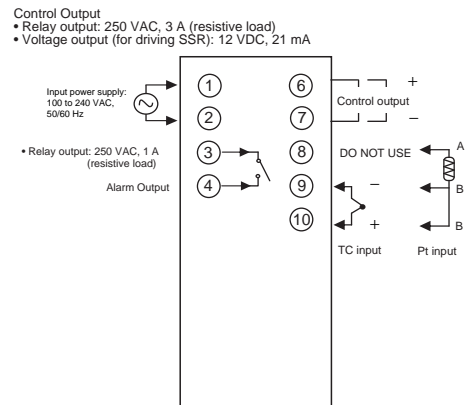 Control Output
• Relay output: 250 VAC, 3 A (resistive load)
• Voltage output (for driving SSR): 12 VDC, 21 mA
Input power supply:
100 to 240 VAC,
50/60 Hz
• Relay output: 250 VAC, 1 A
(resistive load)
Alarm Output
1
2
3
4
6
7
8
9
10
+
Control output
−
DO NOT USE
−
+
TC input
A
B
B
Pt input